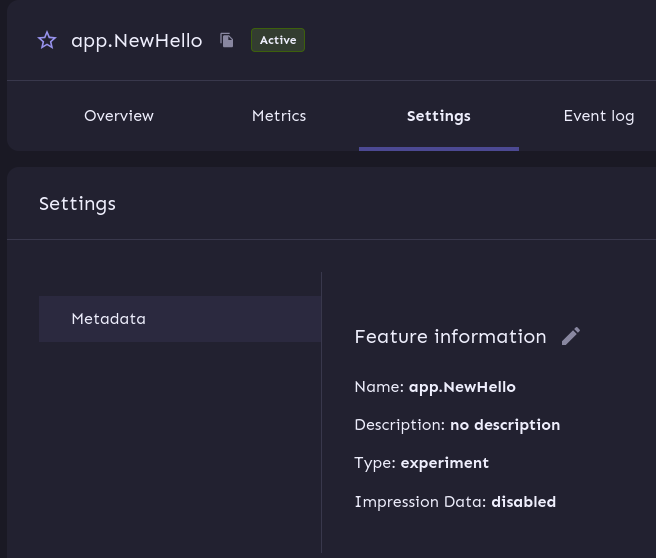 app.NewHello Active
Overview Metrics Settings Event log
Settings
Metadata
Feature information
Name: app.NewHello
Description: no description
Type: experiment
Impression Data: disabled